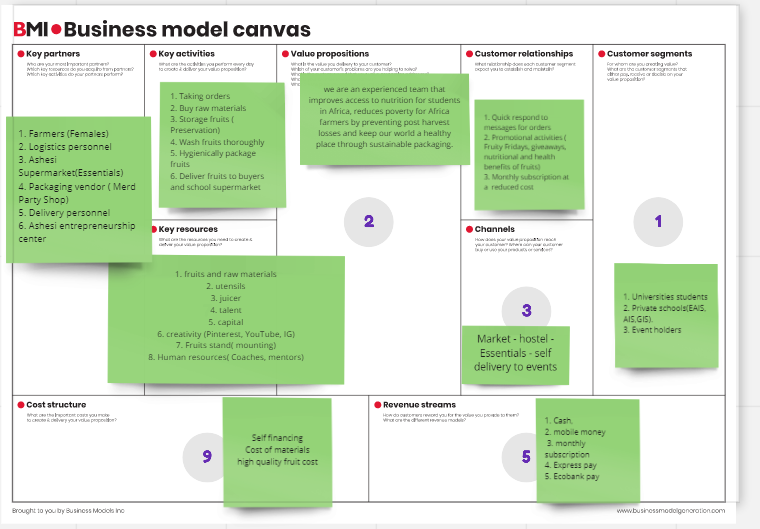 BMI Business model canvas
Key partners
Who are your most important partners?
Which key resources do you acquire from partners?
Which key activities do your partners perform?
1. Farmers ( Females)
2. Logistics personnel
3. Ashesi
Supermarket(Essentials)
4. Packaging vendor ( Merd
Party Shop)
5. Delivery personnel
6. Ashesi entrepreneurship
center
Key activities
What are the activities you perform every day
to create & deliver your value proposition?
1. Taking orders
2. Buy raw materials
3. Storage fruits (
Preservation)
4. Wash fruits thoroughly
5. Hygienically package
fruits
6. Deliver fruits to buyers
and school supermarket
Key resources
What are the resources you need to create &
deliver your value proposition?
1. fruits and raw materials
2. utensils
3. juicer
4. talent
5. capital
6. creativity (Pinterest, YouTube, IG)
7. Fruits stand( mounting)
8. Human resources( Coaches, mentors)
Value propositions
What is the value you deliver to your customer?
Which of your customer's problems are you helping to solve?
we are an experienced team that
improves access to nutrition for students
in Africa, reduces poverty for Africa
farmers by preventing post harvest
losses and keep our world a healthy
place through sustainable packaging.
2
Customer relationships
What relationship does each customer segment
expect you to establish and maintain?
1. Quick respond to
messages for orders
2. Promotional activities (
Fruity Fridays, giveaways,
nutritional and health
benefits of fruits)
3. Monthly subscription at
a reduced cost
Channels
How does your value proposition reach
your customer? Where can your customer
buy or use your products or services?
3
Market - hostel -
Essentials - self
delivery to events
Customer segments
For whom are you creating value?
What are the customer segments that
either pay, receive or decide on your
value proposition?
1
1. Universities students
2. Private schools(EAIS,
AIS,GIS).
3. Event holders
Cost structure
What are the important costs you make
to create & deliver your value proposition?
9
Self financing
Cost of materials
high quality fruit cost
Revenue streams
How do customers reward you for the value you provide to them?
What are the different revenue models?
5
1. Cash,
2. mobile money
3. monthly
subscription
4. Express pay
5. Ecobank pay
Brought to you by Business Models Inc
www.businessmodelgeneration.com